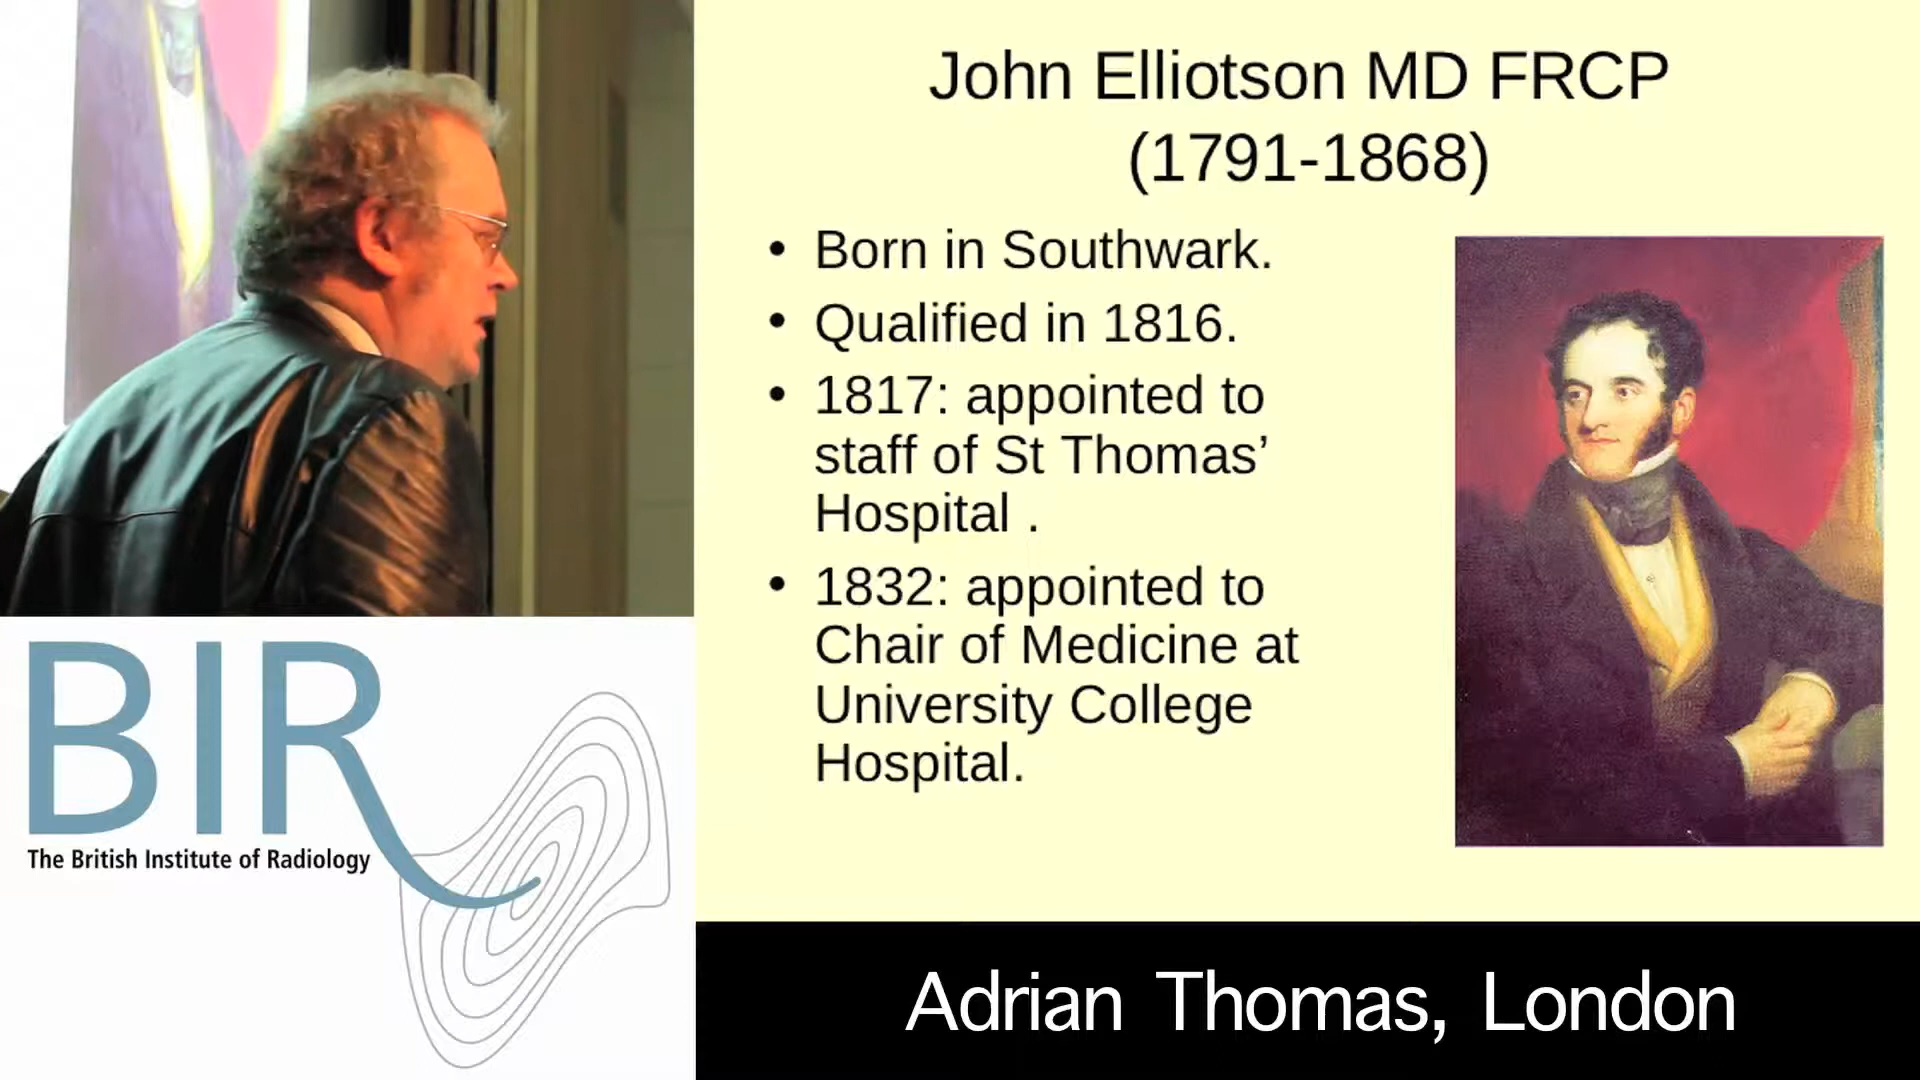 John Elliotson MD FRCP
(1791-1868)
• Born in Southwark.
• Qualified in 1816.
• 1817: appointed to
staff of St Thomas’
Hospital .
• 1832: appointed to
Chair of Medicine at
University College
Hospital.
BIR
The British Institute of Radiology
Adrian Thomas, London